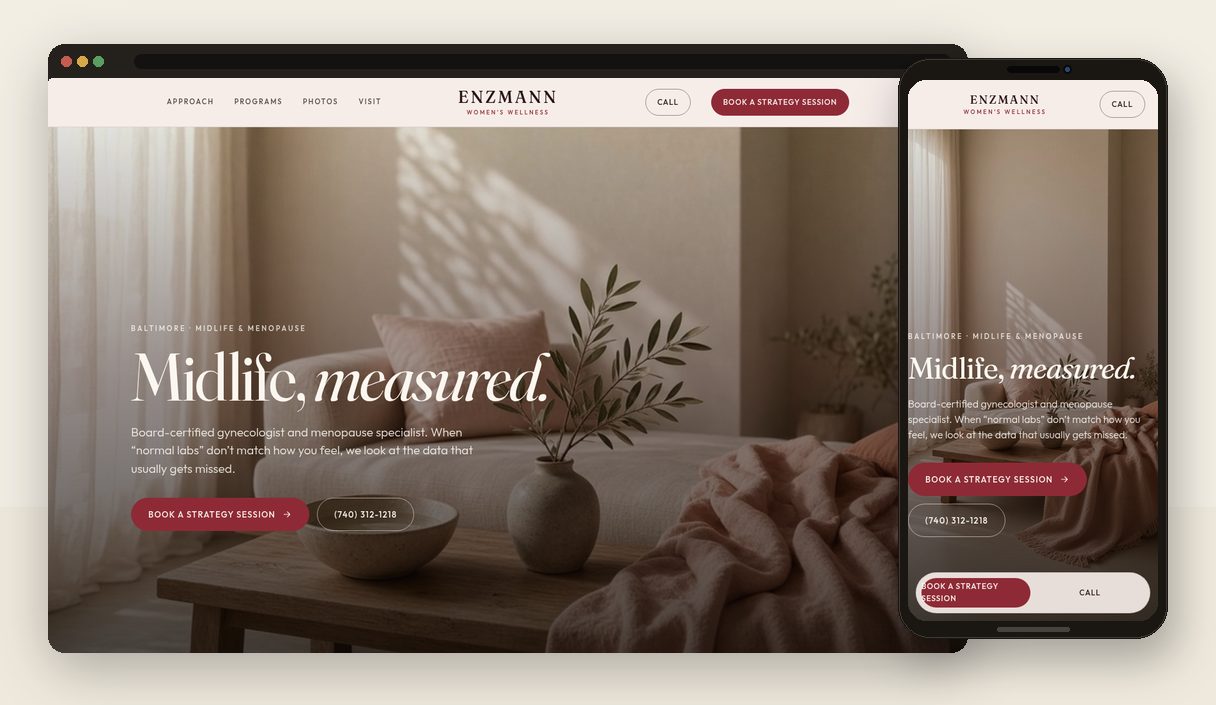 APPROACH PROGRAMS PHOTOS VISIT
ENZMANN
WOMEN'S WELLNESS
CALL
BOOK A STRATEGY SESSION
BALTIMORE · MIDLIFE & MENOPAUSE
Midlife, measured.
Board-certified gynecologist and menopause specialist. When
“normal labs” don't match how you feel, we look at the data that
usually gets missed.
BOOK A STRATEGY SESSION →
(740) 312-1218
ENZMANN
WOMEN'S WELLNESS
CALL
BALTIMORE · MIDLIFE & MENOPAUSE
Midlife, measured.
Board-certified gynecologist and menopause
specialist. When “normal labs” don't match how you
feel, we look at the data that usually gets missed.
BOOK A STRATEGY SESSION →
(740) 312-1218
BOOK A STRATEGY
SESSION
CALL